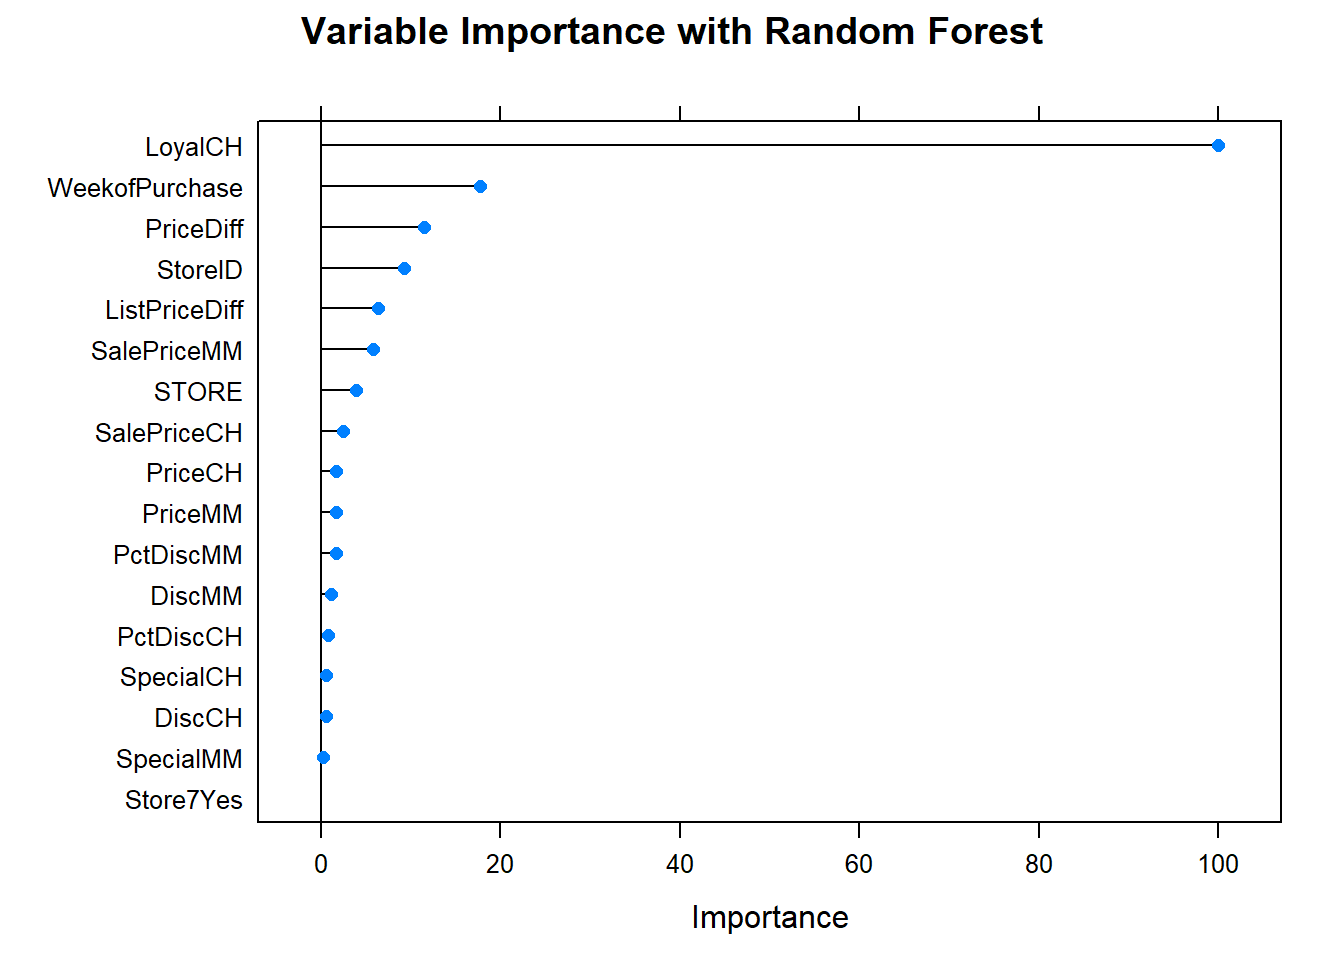 Variable Importance with Random Forest
LoyalCH
WeekofPurchase
PriceDiff
StoreID
ListPriceDiff
SalePriceMM
STORE
SalePriceCH
PriceCH
PriceMM
PctDiscMM
DiscMM
PctDiscCH
SpecialCH
DiscCH
SpecialMM
Store7Yes
0 20 40 60 80 100
Importance